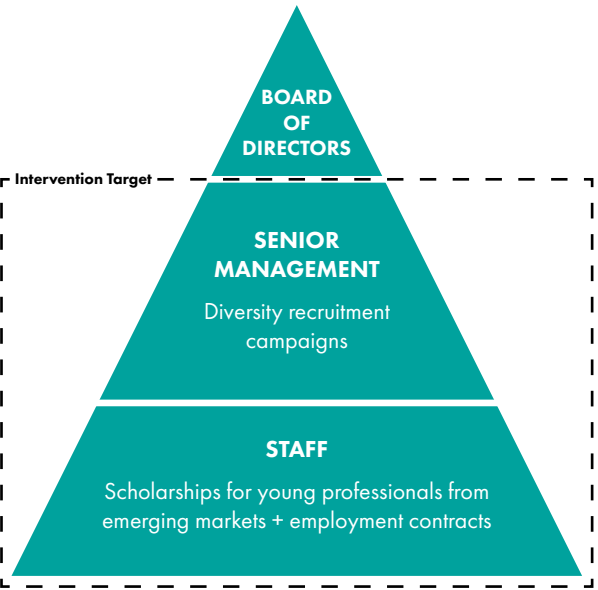 BOARD
OF
DIRECTORS
Intervention Target
SENIOR
MANAGEMENT
Diversity recruitment
campaigns
STAFF
Scholarships for young professionals from
emerging markets + employment contracts